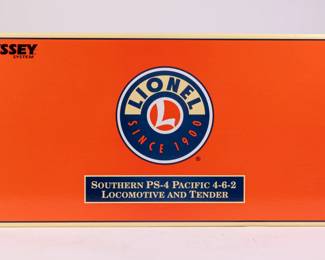 SSEY
SYSTEM
LIONEL
L
SINCE 1900
®
SOUTHERN PS-4 PACIFIC 4-6-2
LOCOMOTIVE AND TENDER